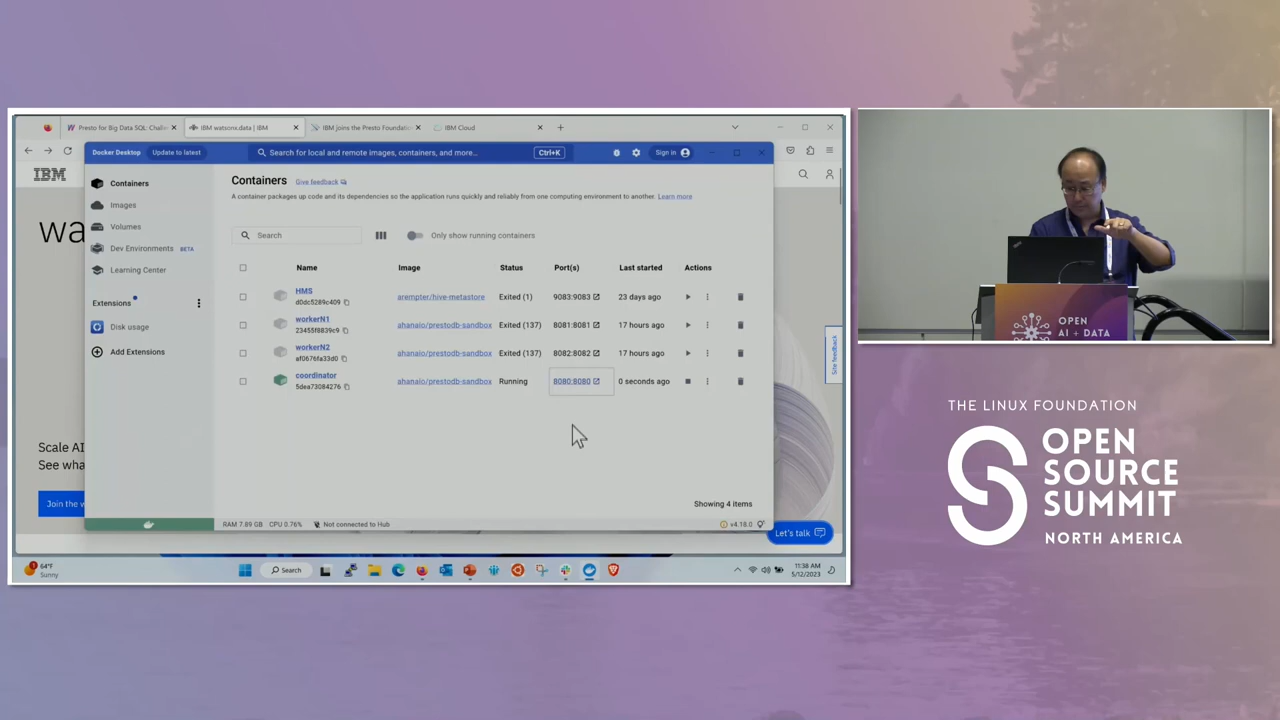 Presto for Big Data SQL: Challe
IBM watsonx.data | IBM
IBM joins the Presto Foundation
IBM Cloud
Docker Desktop
Update to latest
Search for local and remote images, containers, and more...
Ctrl+K
Sign in
IBM
wa
Scale AI
See wha
Join the w
Containers
Images
Volumes
Dev Environments BETA
Learning Center
Extensions
Disk usage
Add Extensions
Containers Give feedback
A container packages up code and its dependencies so the application runs quickly and reliably from one computing environment to another. Learn more
Search
Only show running containers
Name Image Status Port(s) Last started Actions
HMS
d0dc5289c409
arempter/hive-metastore Exited (1) 9083:9083 23 days ago
workerN1
23455f8839c9
ahanaio/prestodb-sandbox Exited (137) 8081:8081 17 hours ago
workerN2
af0676fa33d0
ahanaio/prestodb-sandbox Exited (137) 8082:8082 17 hours ago
coordinator
5dea73084276
ahanaio/prestodb-sandbox Running 8080:8080 0 seconds ago
Showing 4 items
RAM 7.89 GB CPU 0.76% Not connected to Hub
v4.18.0
Site feedback
Let's talk
64°F
Sunny
Search
11:38 AM
5/12/2023
OPEN
AI + DATA
THE LINUX FOUNDATION
OPEN
SOURCE
SUMMIT
NORTH AMERICA